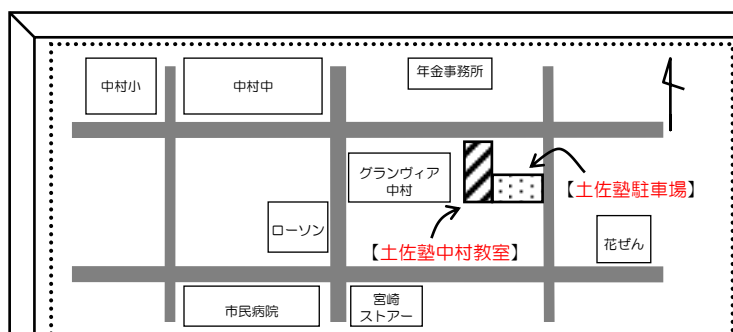 中村小
中村中
年金事務所
グランヴィア
中村
【土佐塾駐車場】
ローソン
【土佐塾中村教室】
花ぜん
市民病院
宮崎
ストアー